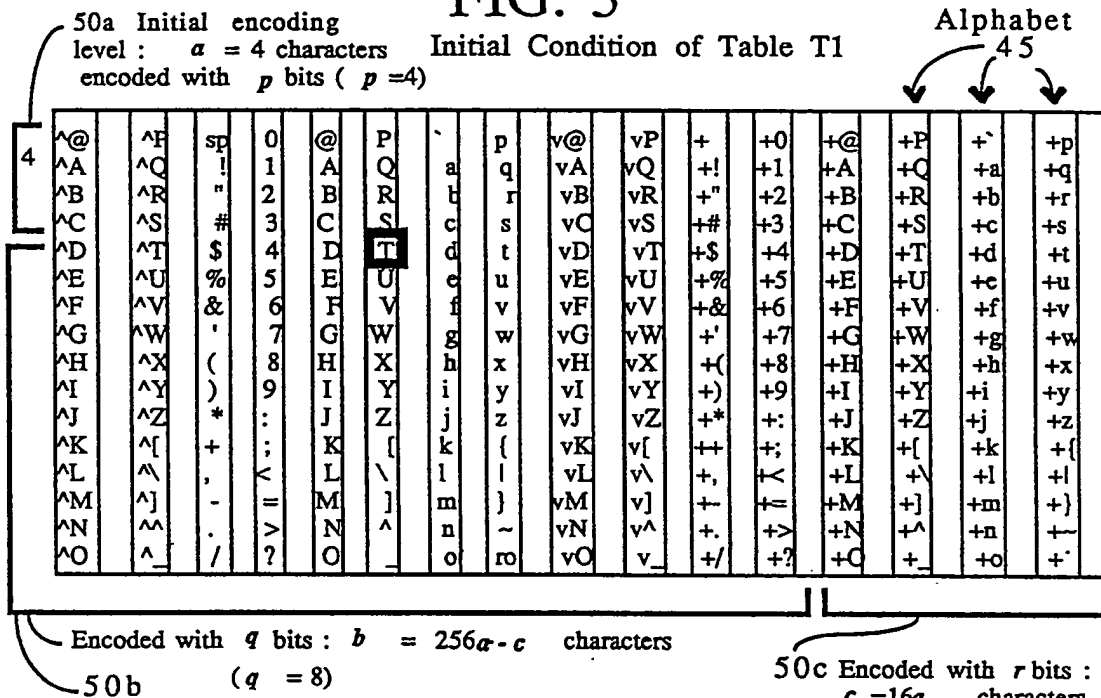 FIG. 5
50a Initial encoding
level : a = 4 characters
encoded with p bits ( p =4)
Initial Condition of Table T1
Alphabet
45
4
^@ ^P sp 0 @ P ` p v@ vP + +0 +@ +P +` +p
^A ^Q ! 1 A Q a q vA vQ +! +1 +A +Q +a +q
^B ^R " 2 B R b r vB vR +" +2 +B +R +b +r
^C ^S # 3 C S c s vC vS +# +3 +C +S +c +s
^D ^T $ 4 D T d t vD vT +$ +4 +D +T +d +t
^E ^U % 5 E U e u vE vU +% +5 +E +U +e +u
^F ^V & 6 F V f v vF vV +& +6 +F +V +f +v
^G ^W ' 7 G W g w vG vW +' +7 +G +W +g +w
^H ^X ( 8 H X h x vH vX +( +8 +H +X +h +x
^I ^Y ) 9 I Y i y vI vY +) +9 +I +Y +i +y
^J ^Z * : J Z j z vJ vZ +* +: +J +Z +j +z
^K ^[ + ; K [ k { vK v[ ++ +; +K +[ +k +{
^L ^\ , < L \ l | vL v\ +, +< +L +\ +l +|
^M ^] - = M ] m } vM v] +- += +M +] +m +}
^N ^^ . > N ^ n ~ vN v^ +. +> +N +^ +n +~
^O ^_ / ? O _ o ro vO v_ +/ +? +O +_ +o +`
Encoded with q bits : b = 256a - c characters
(q = 8)
50b
50c Encoded with r bits :
c =16a characters